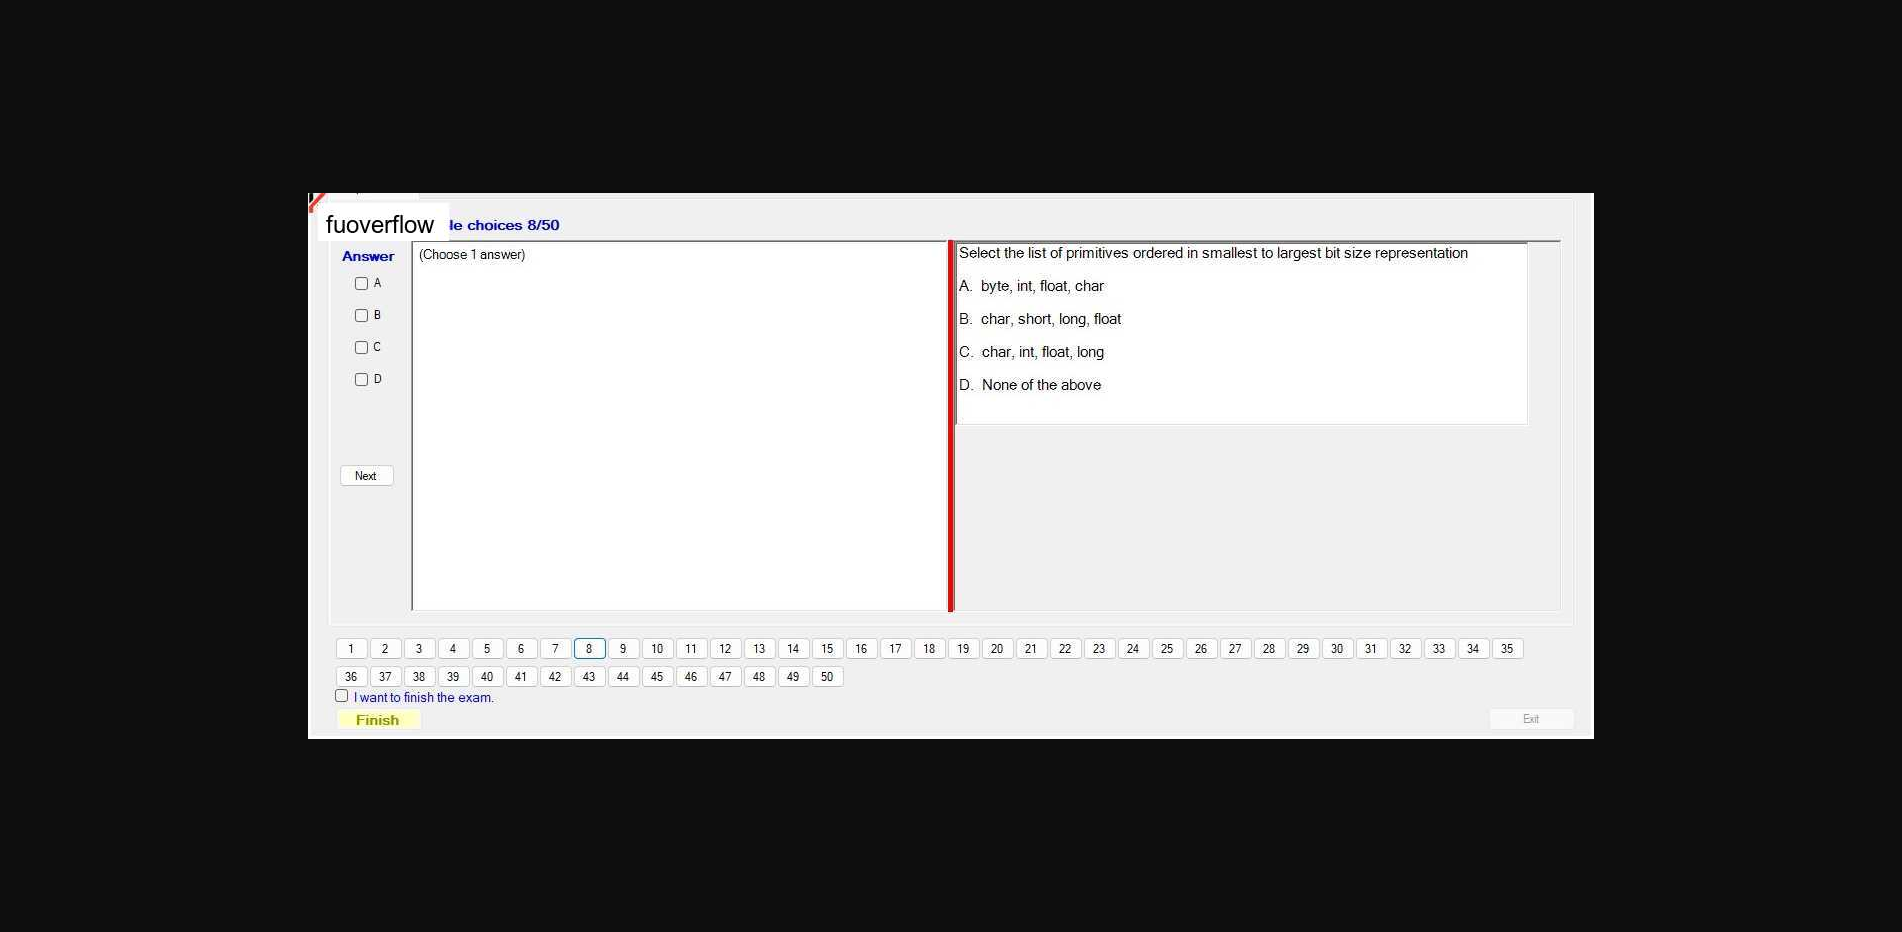 fuoverflow
le choices 8/50
Answer
(Choose 1 answer)
A
B
C
D
Next
Select the list of primitives ordered in smallest to largest bit size representation
A. byte, int, float, char
B. char, short, long, float
C. char, int, float, long
D. None of the above
1 2 3 4 5 6 7 8 9 10 11 12 13 14 15 16 17 18 19 20 21 22 23 24 25 26 27 28 29 30 31 32 33 34 35
36 37 38 39 40 41 42 43 44 45 46 47 48 49 50
I want to finish the exam.
Finish
Exit